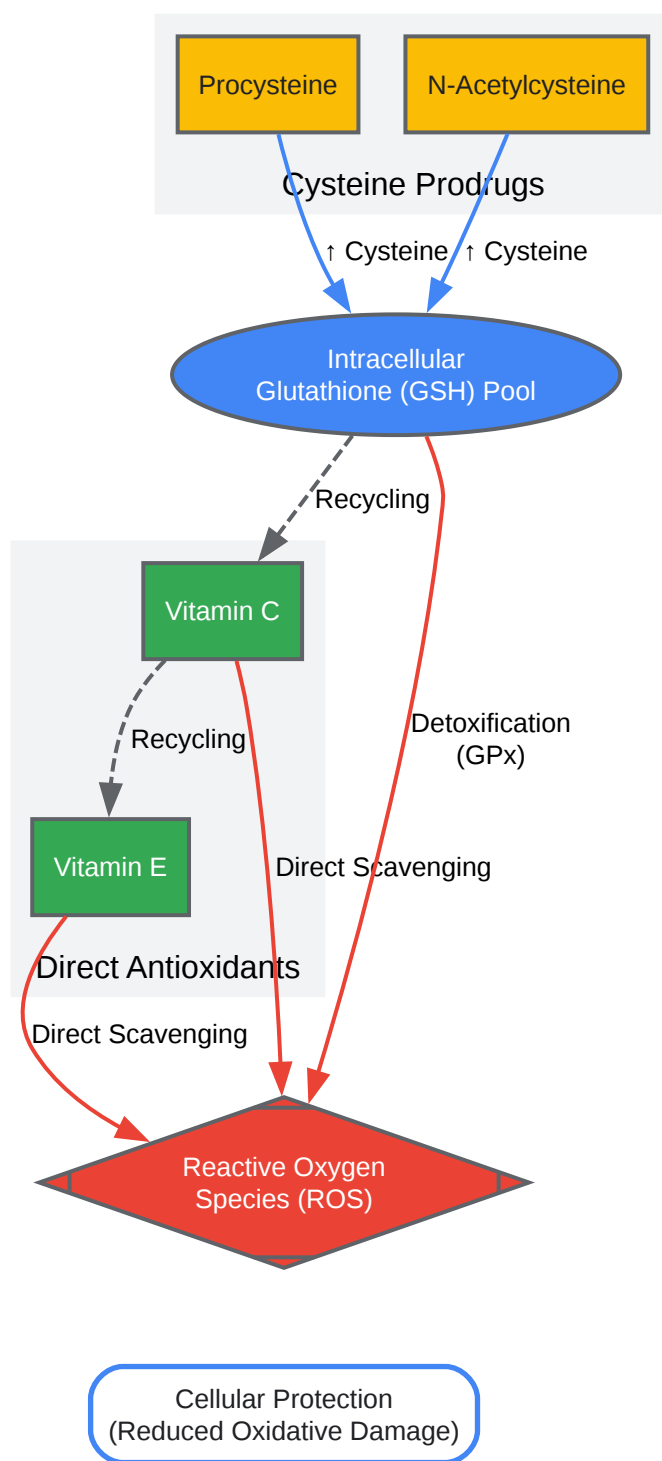 Procysteine
N-Acetylcysteine
Cysteine Prodrugs
↑ Cysteine
↑ Cysteine
Intracellular
Glutathione (GSH) Pool
Recycling
Vitamin C
Recycling
Detoxification
(GPx)
Vitamin E
Direct Scavenging
Direct Antioxidants
Direct Scavenging
Reactive Oxygen
Species (ROS)
Cellular Protection
(Reduced Oxidative Damage)